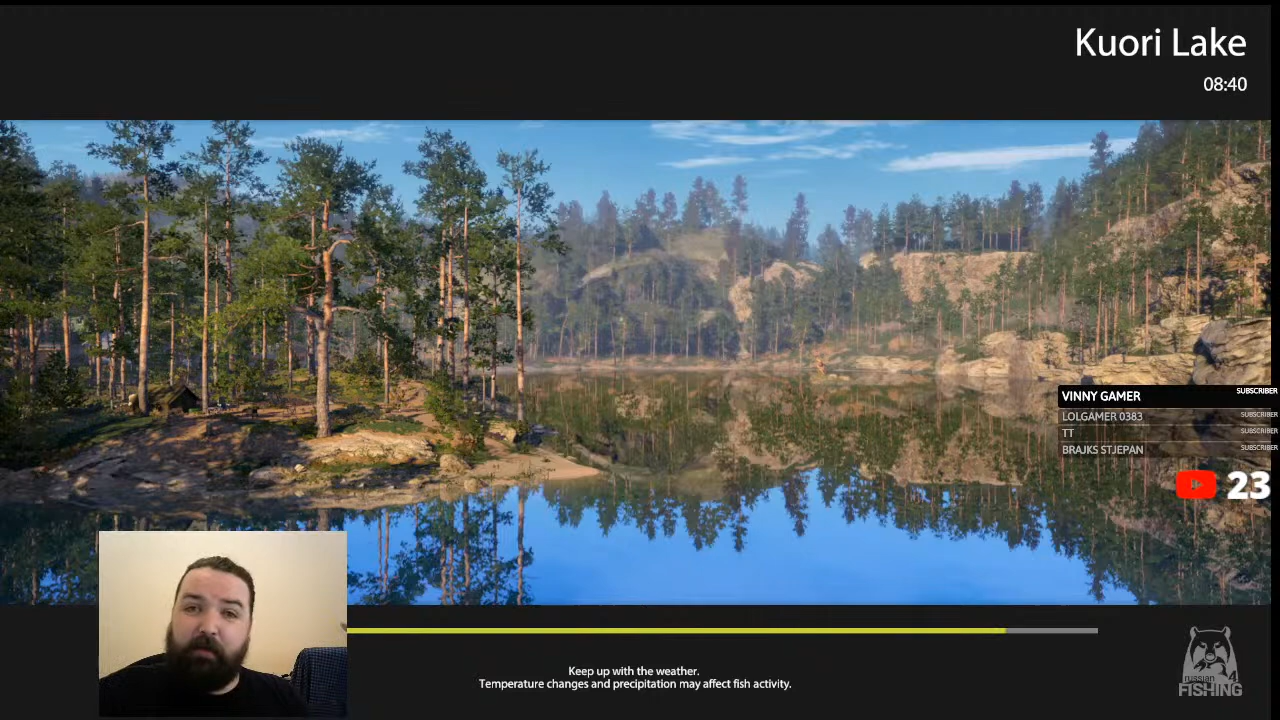 Kuori Lake
08:40
VINNY GAMER SUBSCRIBER
LOLGAMER 0383 SUBSCRIBER
TT SUBSCRIBER
BRAJKS STJEPAN SUBSCRIBER
23
Keep up with the weather.
Temperature changes and precipitation may affect fish activity.
russian 4
FISHING